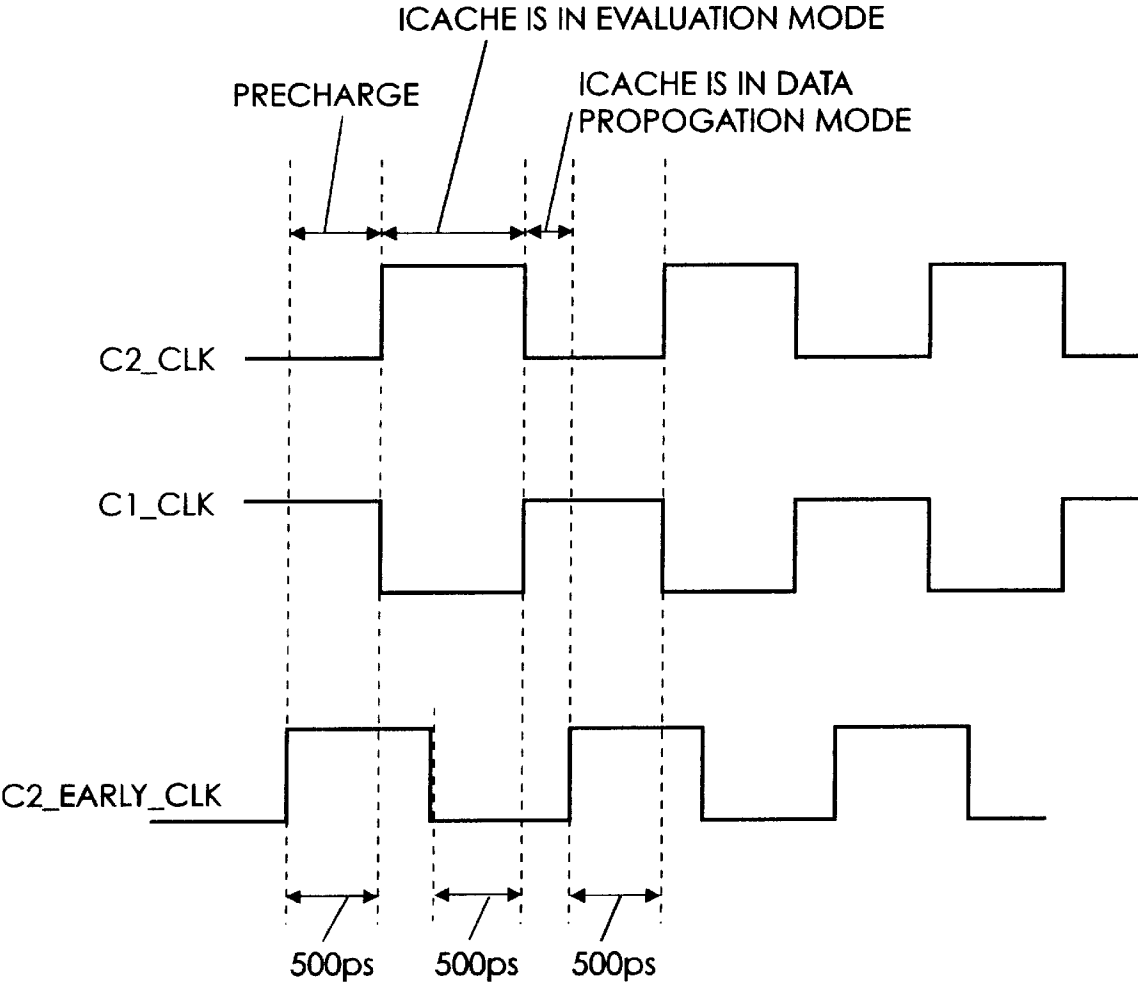 ICACHE IS IN EVALUATION MODE
PRECHARGE
ICACHE IS IN DATA
PROPOGATION MODE
C2_CLK
C1_CLK
C2_EARLY_CLK
500ps
500ps
500ps